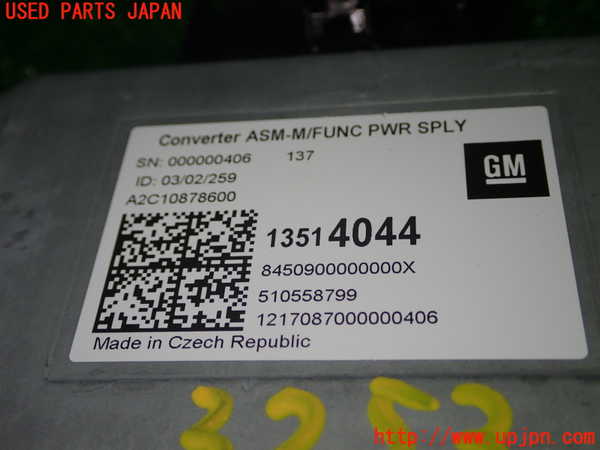 USED PARTS JAPAN
Converter ASM-M/FUNC PWR SPLY
SN: 000000406 137
ID: 03/02/259
A2C10878600
GM
13514044
8450900000000X
510558799
1217087000000406
Made in Czech Republic
http://www.upjpn.com/